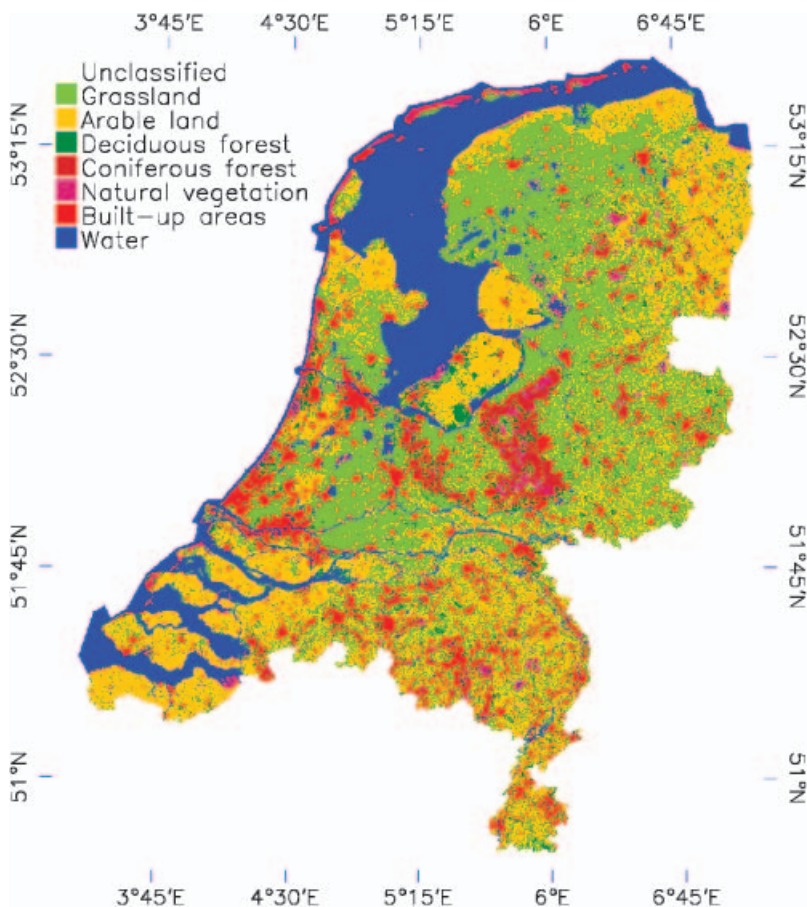 3°45'E 4°30'E 5°15'E 6°E 6°45'E
Unclassified
Grassland
Arable land
Deciduous forest
Coniferous forest
Natural vegetation
Built-up areas
Water
53°15'N 53°15'N
52°30'N 52°30'N
51°45'N 51°45'N
51°N 51°N
3°45'E 4°30'E 5°15'E 6°E 6°45'E